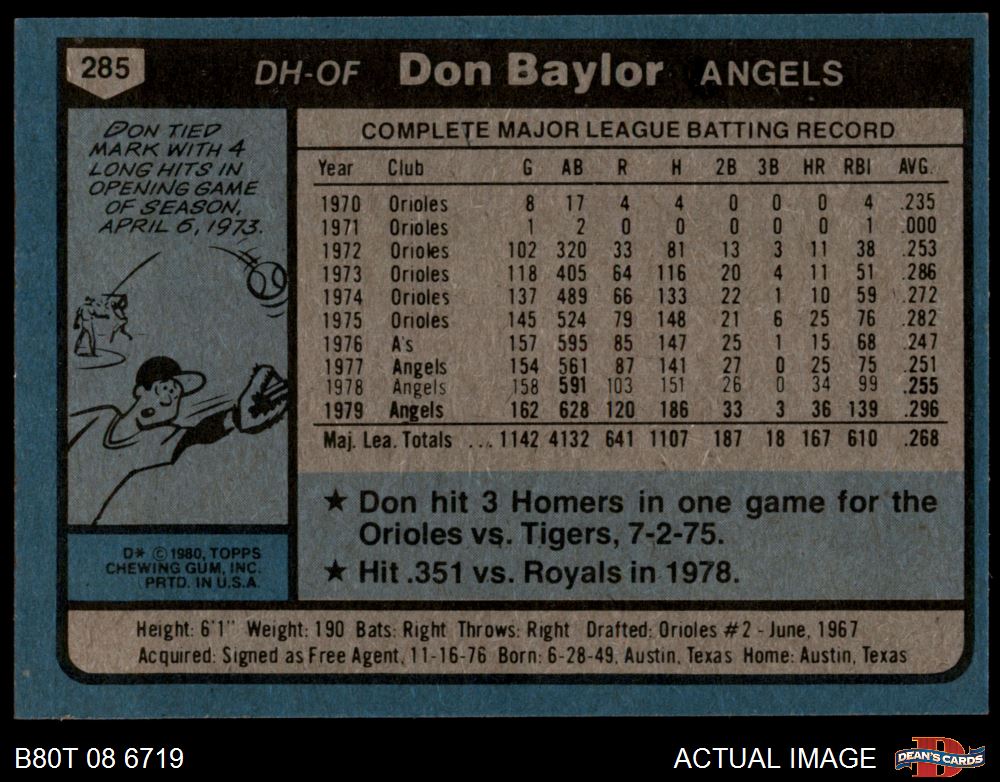 285 DH-OF Don Baylor ANGELS
DON TIED
MARK WITH 4
LONG HITS IN
OPENING GAME
OF SEASON,
APRIL 6, 1973.
COMPLETE MAJOR LEAGUE BATTING RECORD
Year Club G AB R H 2B 3B HR RBI AVG.
1970 Orioles 8 17 4 4 0 0 0 4 .235
1971 Orioles 1 2 0 0 0 0 0 1 .000
1972 Orioles 102 320 33 81 13 3 11 38 .253
1973 Orioles 118 405 64 116 20 4 11 51 .286
1974 Orioles 137 489 66 133 22 1 10 59 .272
1975 Orioles 145 524 79 148 21 6 25 76 .282
1976 A's 157 595 85 147 25 1 15 68 .247
1977 Angels 154 561 87 141 27 0 25 75 .251
1978 Angels 158 591 103 151 26 0 34 99 .255
1979 Angels 162 628 120 186 33 3 36 139 .296
Maj. Lea. Totals ... 1142 4132 641 1107 187 18 167 610 .268
★ Don hit 3 Homers in one game for the
Orioles vs. Tigers, 7-2-75.
★ Hit .351 vs. Royals in 1978.
D* © 1980, TOPPS
CHEWING GUM, INC.
PRTD. IN U.S.A.
Height: 6'1" Weight: 190 Bats: Right Throws: Right Drafted: Orioles #2 - June, 1967
Acquired: Signed as Free Agent, 11-16-76 Born: 6-28-49, Austin, Texas Home: Austin, Texas
B80T 08 6719 ACTUAL IMAGE DEAN'S CARDS